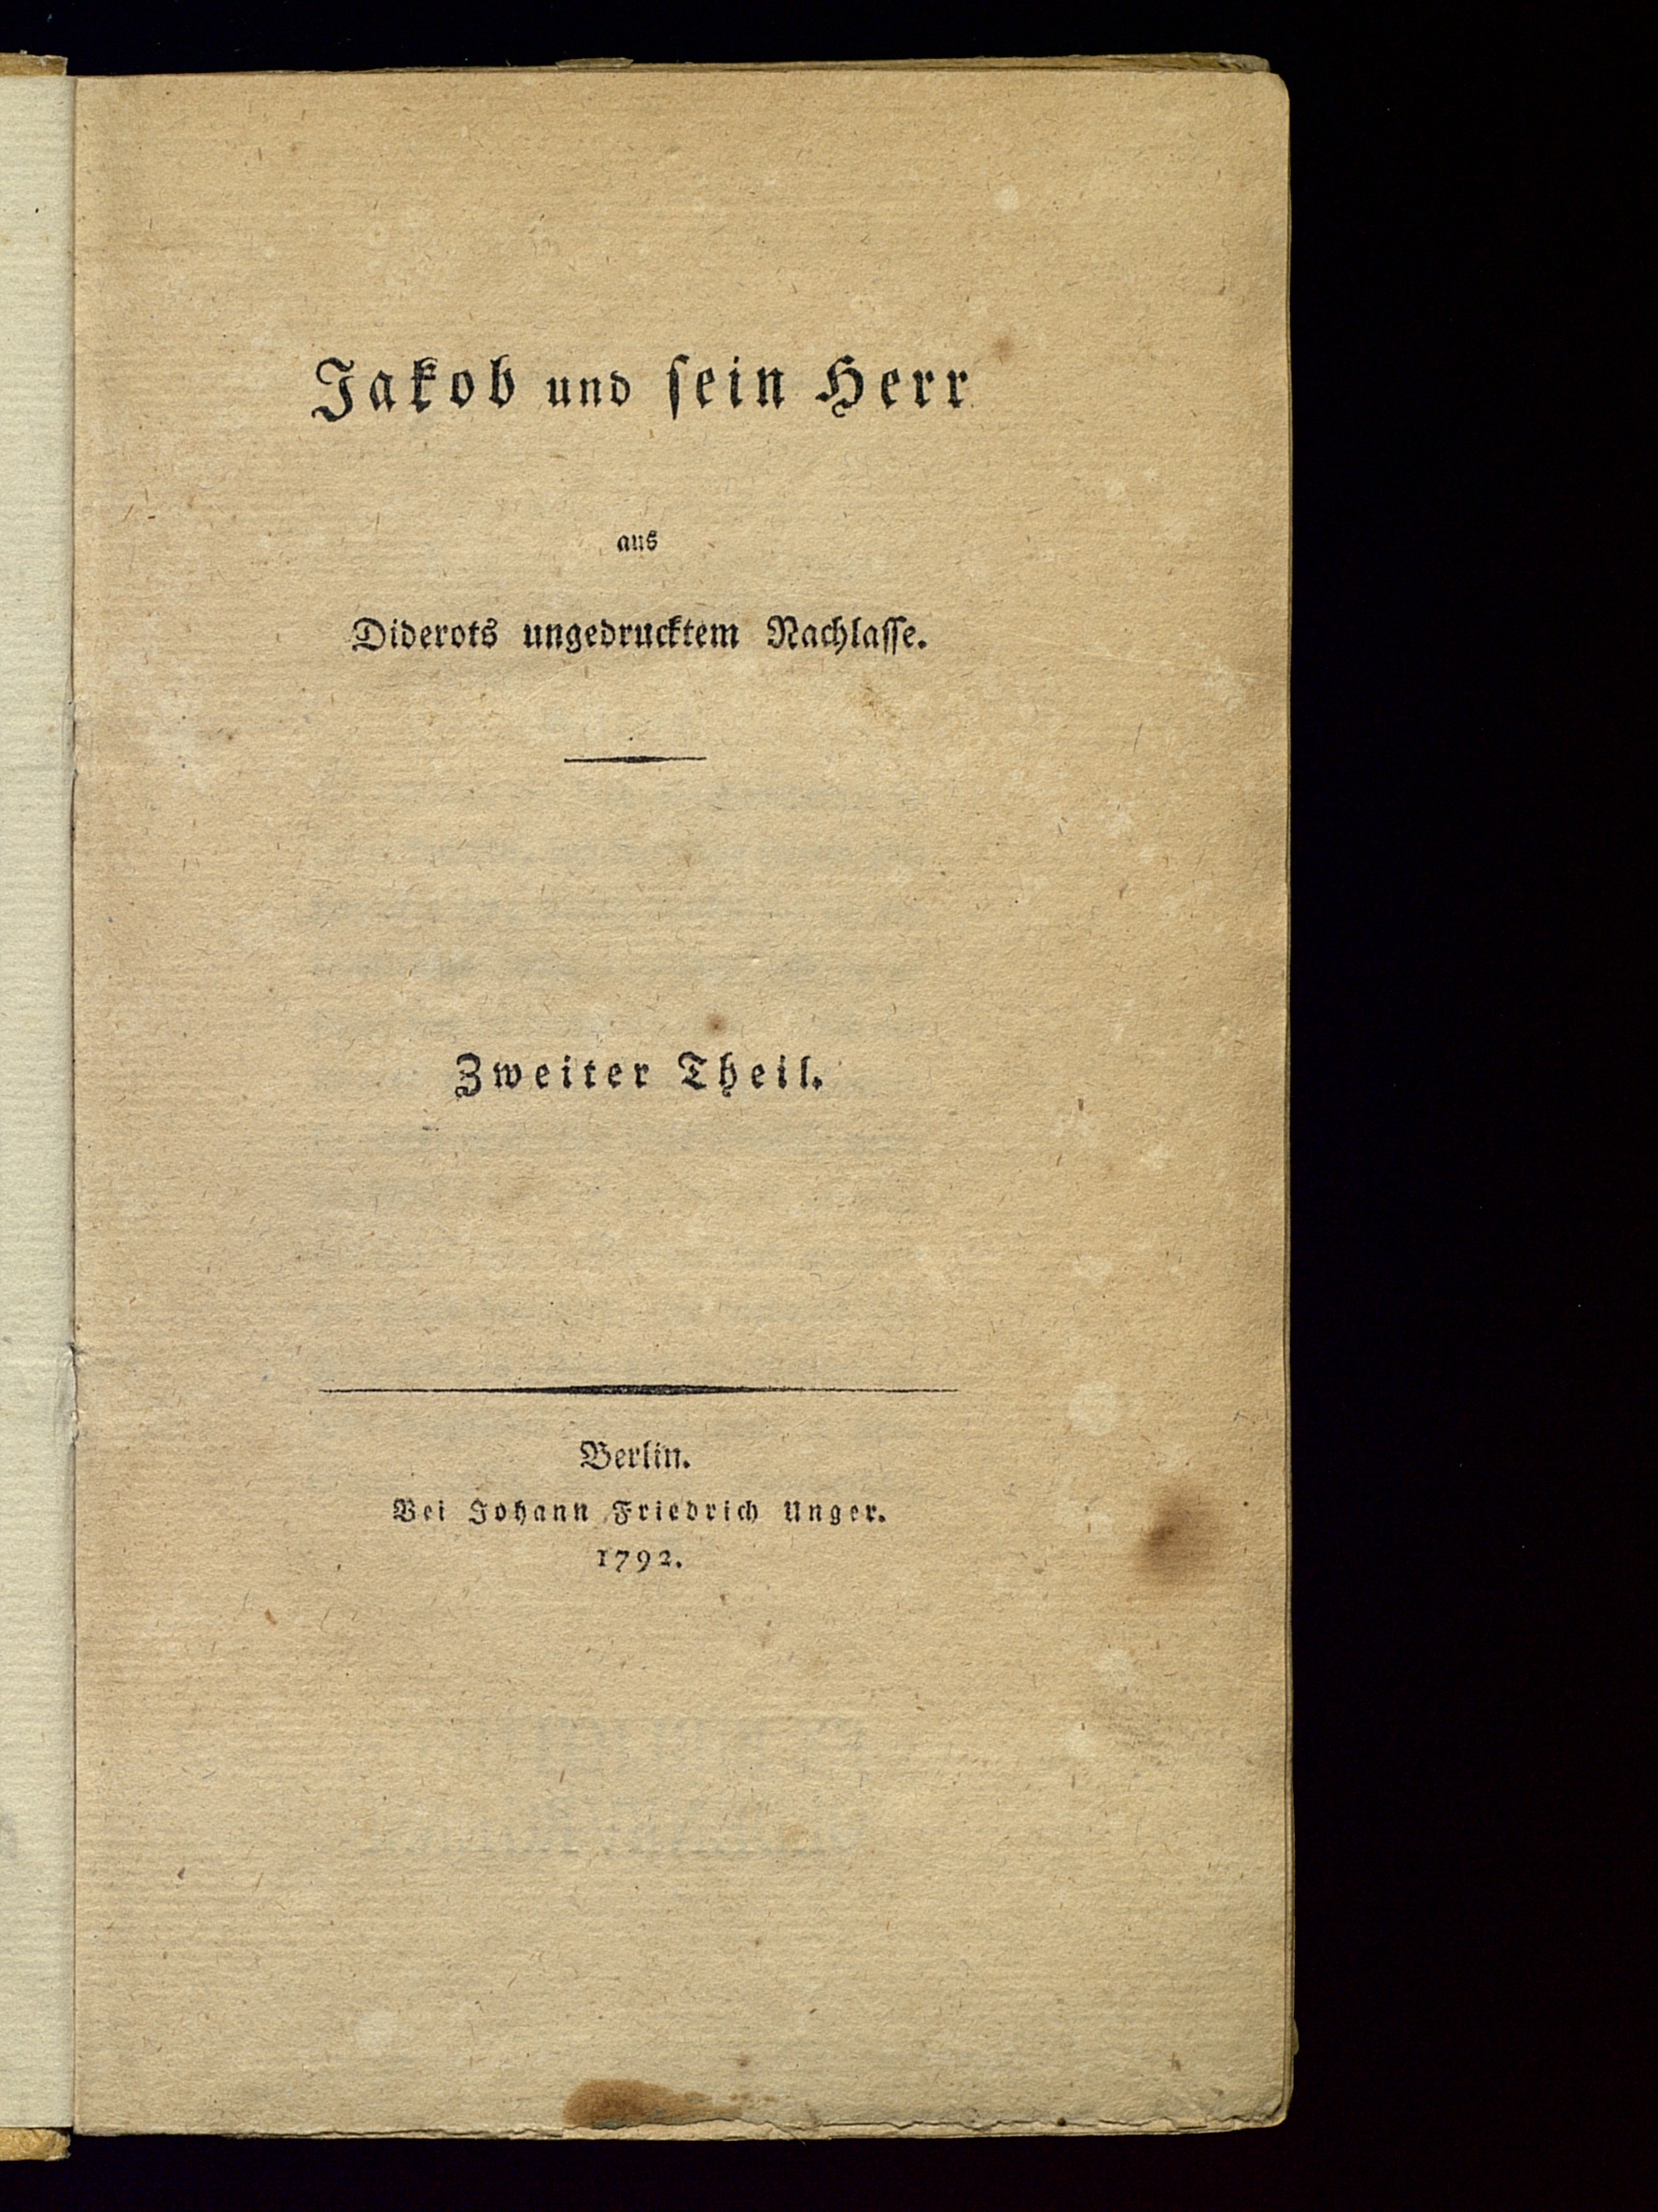 Jakob und ſein Herr
aus
Diderots ungedrucktem Nachlaſſe.
Zweiter Theil.
Berlin.
Bei Johann Friedrich Unger.
1792.